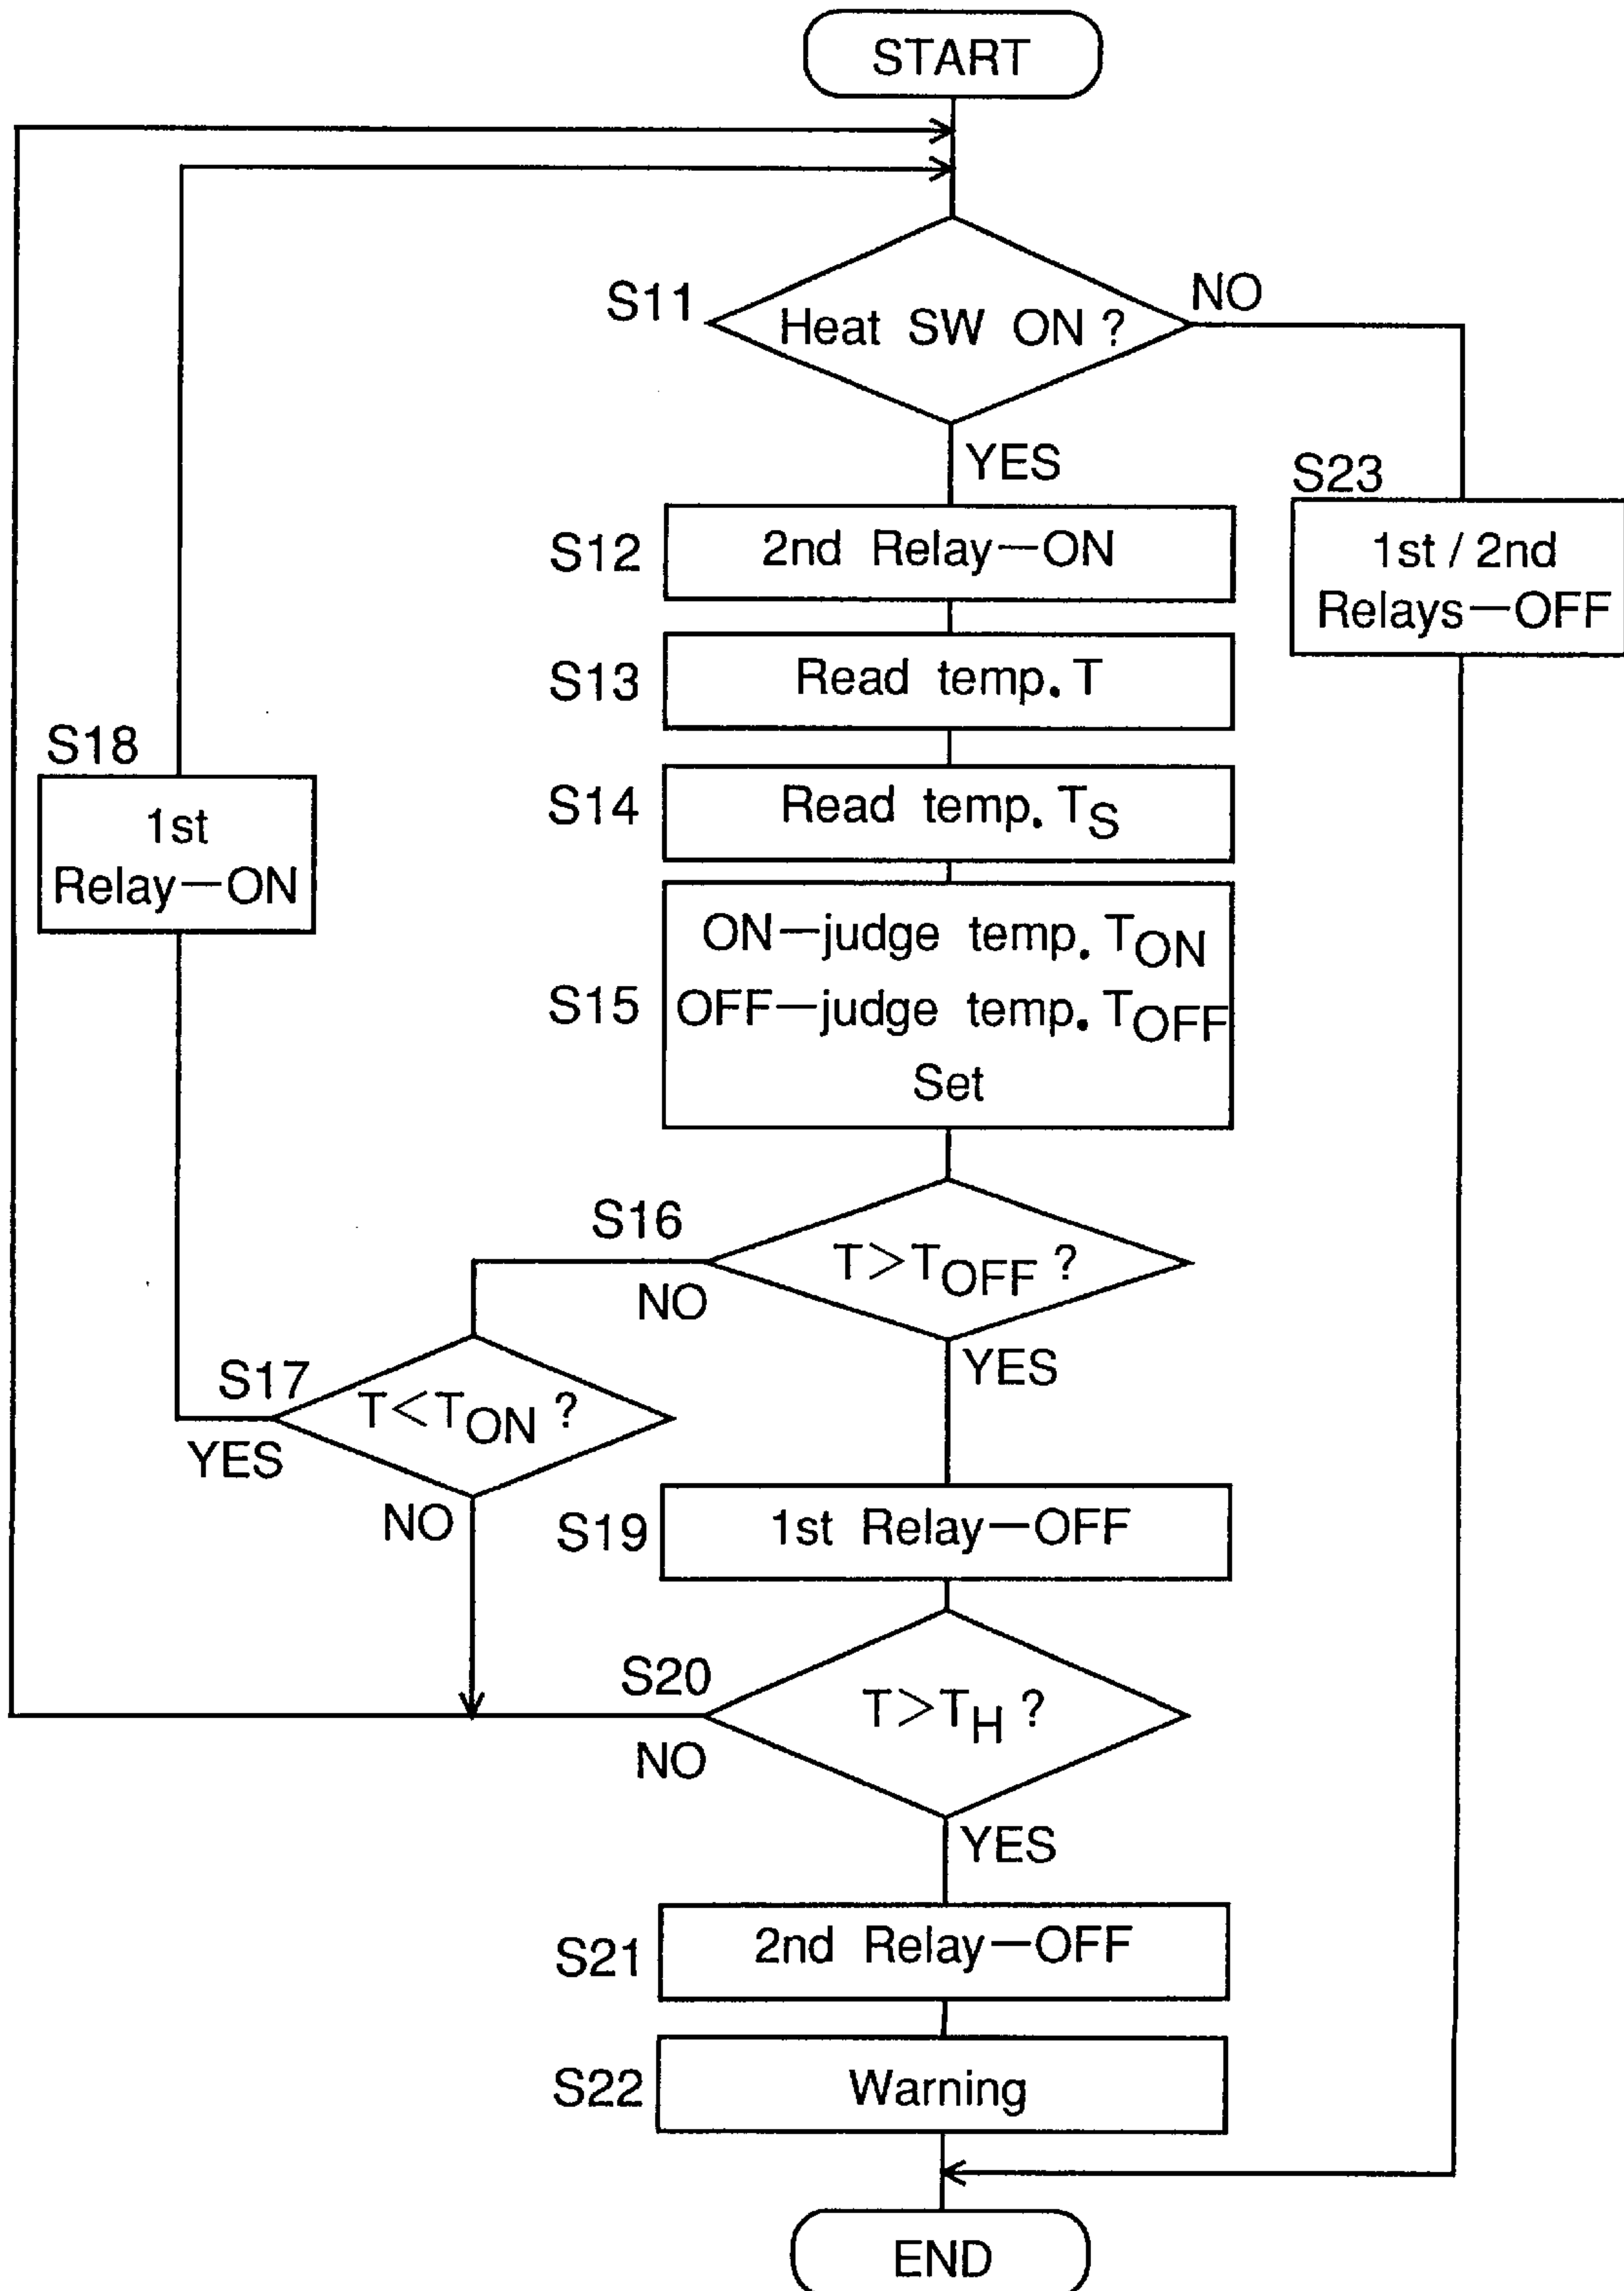 START
S11
Heat SW ON ?
NO
YES
S12
2nd Relay—ON
S23
1st / 2nd
Relays—OFF
S13
Read temp. T
S18
1st
Relay—ON
S14
Read temp. TS
S15
ON—judge temp. TON
OFF—judge temp. TOFF
Set
S16
T>TOFF ?
NO
YES
S17
T<TON ?
YES
NO
S19
1st Relay—OFF
S20
T>TH ?
NO
YES
S21
2nd Relay—OFF
S22
Warning
END